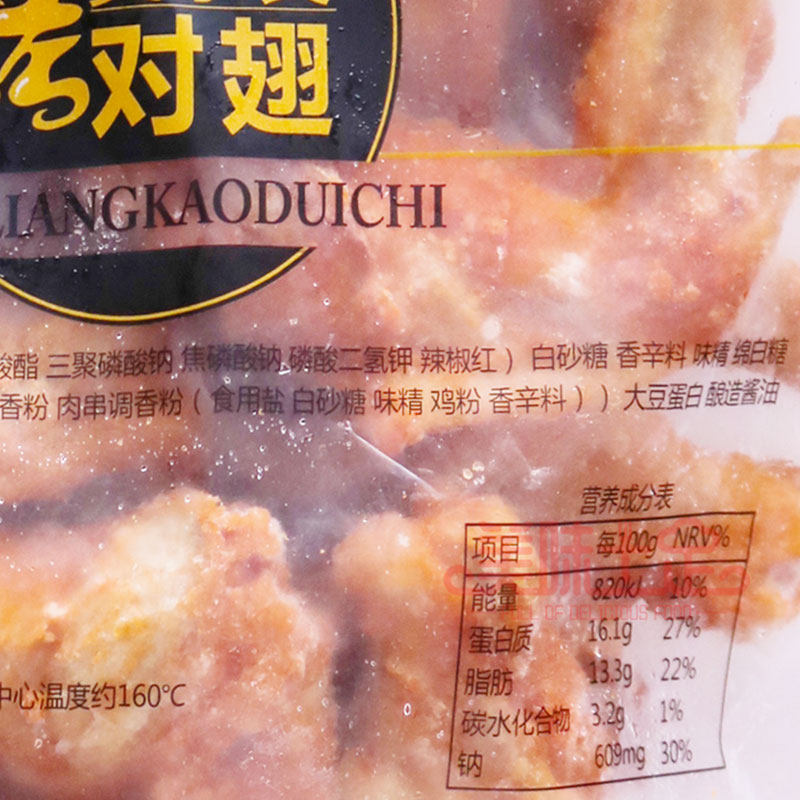 烤对翅
LIANGKAODUICHI
酸酯 三聚磷酸钠 焦磷酸钠 磷酸二氢钾 辣椒红） 白砂糖 香辛料 味精 绵白糖
香粉 肉串调香粉（食用盐 白砂糖 味精 鸡粉 香辛料）） 大豆蛋白 酿造酱油
营养成分表
项目 每100g NRV%
能量 820kJ 10%
OF DELICIOUS FOOD
蛋白质 16.1g 27%
脂肪 13.3g 22%
碳水化合物 3.2g 1%
钠 609mg 30%
中心温度约160℃